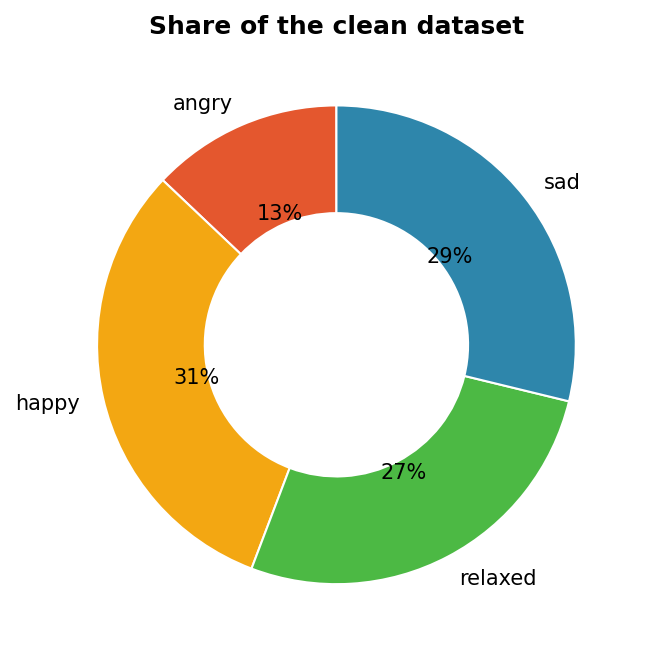 Share of the clean dataset
angry
sad
13%
29%
31%
happy
27%
relaxed